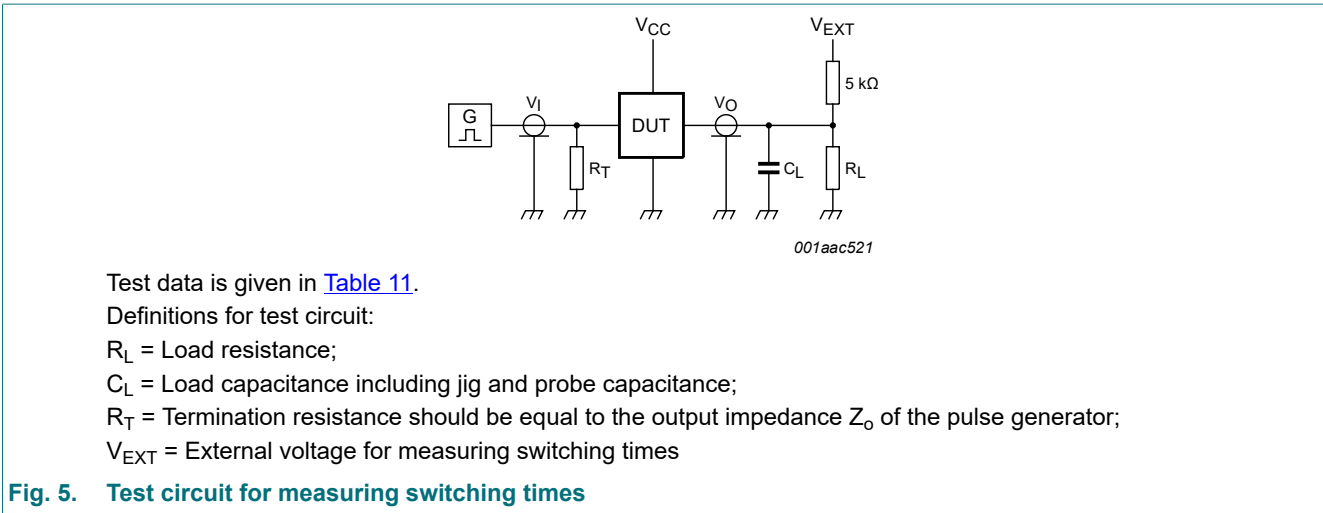 VCC VEXT
5 kΩ
G VI DUT VO
RT CL RL
001aac521
Test data is given in Table 11.
Definitions for test circuit:
RL = Load resistance;
CL = Load capacitance including jig and probe capacitance;
RT = Termination resistance should be equal to the output impedance Zo of the pulse generator;
VEXT = External voltage for measuring switching times
Fig. 5. Test circuit for measuring switching times